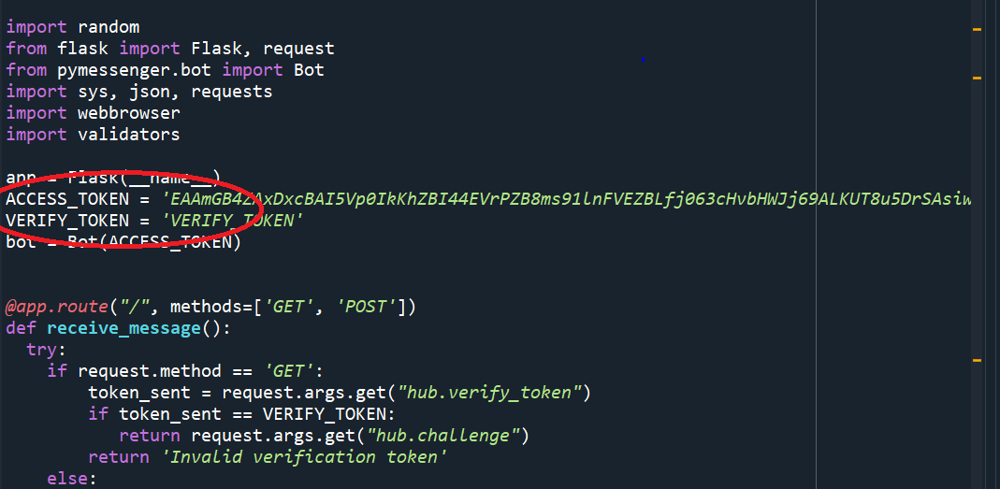 import random
from flask import Flask, request
from pymessenger.bot import Bot
import sys, json, requests
import webbrowser
import validators
app = Flask(__name__)
ACCESS_TOKEN = 'EAAmGB4ZAxDxcBAI5Vp0IkKhZBI44EVrPZB8ms91lnFVEZBLfj063cHvbHWJj69ALKUT8u5DrSAsiw
VERIFY_TOKEN = 'VERIFY_TOKEN'
bot = Bot(ACCESS_TOKEN)
@app.route("/", methods=['GET', 'POST'])
def receive_message():
  try:
    if request.method == 'GET':
        token_sent = request.args.get("hub.verify_token")
        if token_sent == VERIFY_TOKEN:
           return request.args.get("hub.challenge")
        return 'Invalid verification token'
    else: